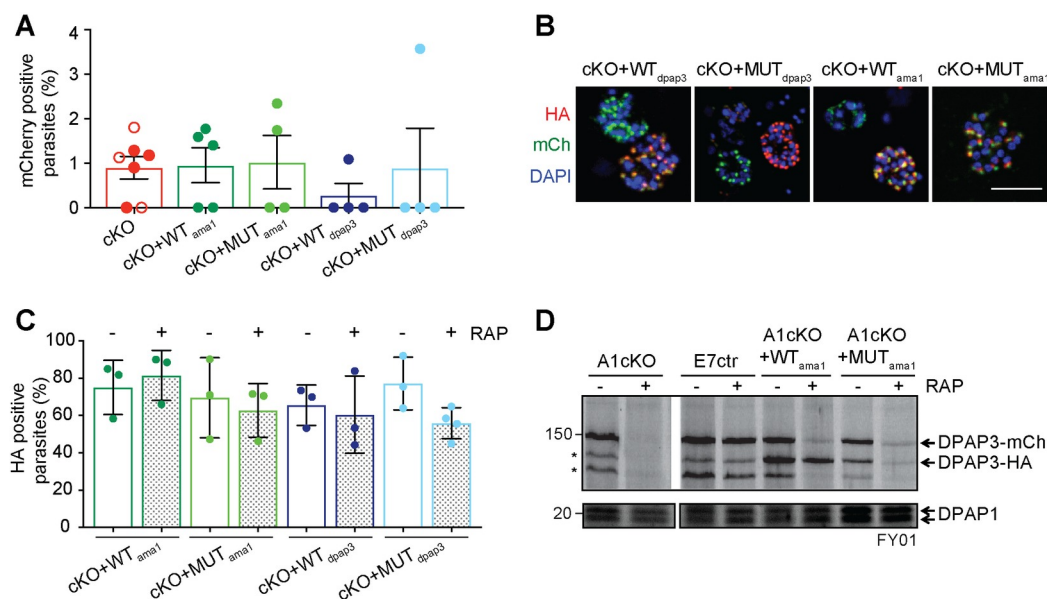 A
mCherry positive
parasites (%)
4
3
2
1
0
cKO
cKO+WT ama1
cKO+MUT ama1
cKO+WT dpap3
cKO+MUT dpap3
B
cKO+WT dpap3
cKO+MUT dpap3
cKO+WT ama1
cKO+MUT ama1
HA
mCh
DAPI
C
- + - + - + - + RAP
HA positive
parasites (%)
100
80
60
40
20
0
cKO+WT ama1
cKO+MUT ama1
cKO+WT dpap3
cKO+MUT dpap3
D
A1cKO
E7ctr
A1cKO
+WT ama1
A1cKO
+MUT ama1
- + - + - + - + RAP
150
*
*
DPAP3-mCh
DPAP3-HA
20
DPAP1
FY01